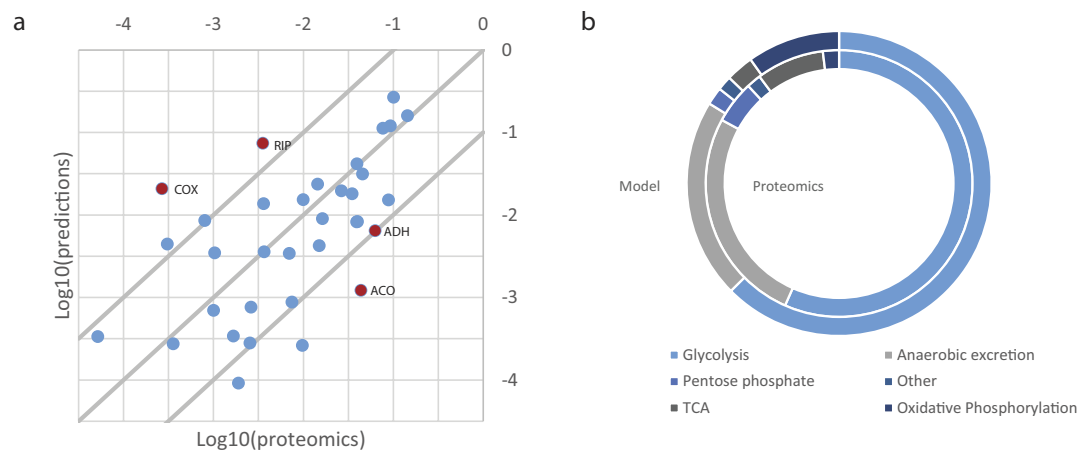 a
-4 -3 -2 -1 0
0
-1
-2
-3
-4
Log10(predictions)
RIP
COX
ADH
ACO
Log10(proteomics)
b
Model
Proteomics
Glycolysis
Anaerobic excretion
Pentose phosphate
Other
TCA
Oxidative Phosphorylation